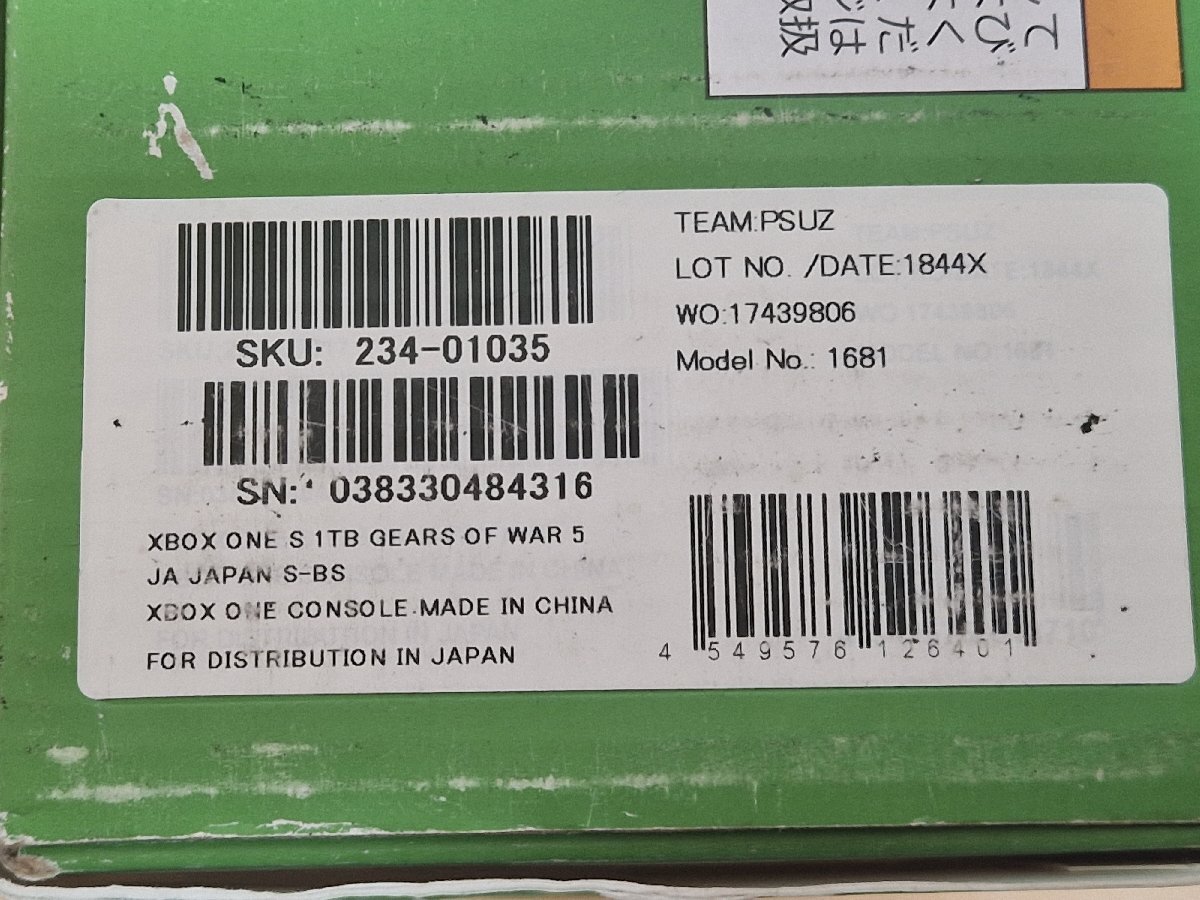 TEAM:PSUZ
LOT NO. /DATE:1844X
WO:17439806
Model No.: 1681
SKU: 234-01035
SN: 038330484316
XBOX ONE S 1TB GEARS OF WAR 5
JA JAPAN S-BS
XBOX ONE CONSOLE MADE IN CHINA
FOR DISTRIBUTION IN JAPAN
4 549576 126401